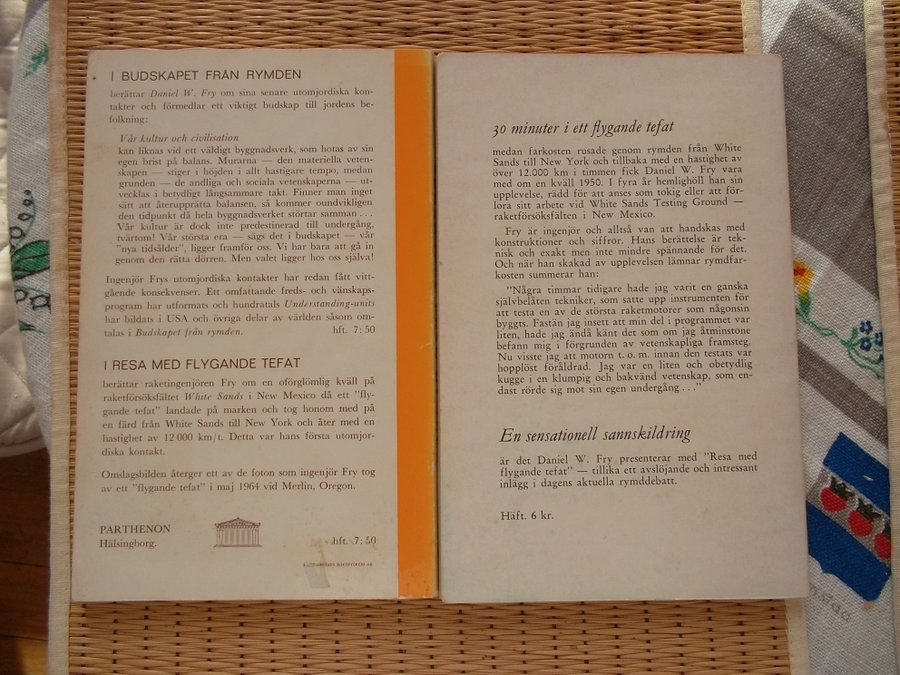 I BUDSKAPET FRÅN RYMDEN
berättar Daniel W. Fry om sina senare utomjordiska kon-
takter och förmedlar ett viktigt budskap till jordens be-
folkning:
Vår kultur och civilisation
kan liknas vid ett väldigt byggnadsverk, som hotas av sin
egen brist på balans. Murarna — den materiella veten-
skapen — stiger i höjden i allt hastigare tempo, medan
grunden — de andliga och sociala vetenskaperna — ut-
vecklas i betydligt långsammare takt. Finner man inget
sätt att återupprätta balansen, så kommer oundvikligen
den tidpunkt då hela byggnadsverket störtar samman...
Vår kultur är dock inte predestinerad till undergång,
tvärtom! Vår största era — sägs det i budskapet — vår
"nya tidsålder", ligger framför oss. Vi har bara att gå in
genom den rätta dörren. Men valet ligger hos oss själva!
Ingenjör Frys utomjordiska kontakter har redan fått vitt-
gående konsekvenser. Ett omfattande freds- och vänskaps-
program har utformats och hundratals Understanding-units
har bildats i USA och övriga delar av världen såsom om-
talas i Budskapet från rymden. hft. 7:50
I RESA MED FLYGANDE TEFAT
berättar raketingenjören Fry om en oförglömlig kväll på
raketförsöksfältet White Sands i New Mexico då ett "fly-
gande tefat" landade på marken och tog honom med på
en färd från White Sands till New York och åter med en
hastighet av 12 000 km/t. Detta var hans första utomjor-
diska kontakt.
Omslagsbilden återger ett av de foton som ingenjör Fry tog
av ett "flygande tefat" i maj 1964 vid Merlin, Oregon.
PARTHENON
Hälsingborg.
hft. 7:50
30 minuter i ett flygande tefat
medan farkosten rusade genom rymden från White
Sands till New York och tillbaka med en hastighet av
över 12.000 km i timmen fick Daniel W. Fry vara
med om en kväll 1950. I fyra år hemlighöll han sin
upplevelse, rädd för att anses som tokig eller att för-
lora sitt arbete vid White Sands Testing Ground —
raketförsöksfälten i New Mexico.
Fry är ingenjör och alltså van att handskas med
konstruktioner och siffror. Hans berättelse är tek-
nisk och exakt men inte mindre spännande för det.
Och när han skakad av upplevelsen lämnar rymdfar-
kosten summerar han:
"Några timmar tidigare hade jag varit en ganska
självbelåten tekniker, som satte upp instrumenten för
att testa en av de största raketmotorer som någonsin
byggts. Fastän jag insett att min del i programmet var
liten, hade jag ändå känt det som om jag åtminstone
befann mig i förgrunden av vetenskapliga framsteg.
Nu visste jag att motorn t. o. m. innan den testats var
hopplöst föråldrad. Jag var en liten och obetydlig
kugge i en klumpig och bakvänd vetenskap, som en-
dast rörde sig mot sin egen undergång..."
En sensationell sannskildring
är det Daniel W. Fry presenterar med "Resa med
flygande tefat" — tillika ett avslöjande och intressant
inlägg i dagens aktuella rymddebatt.
Häft. 6 kr.